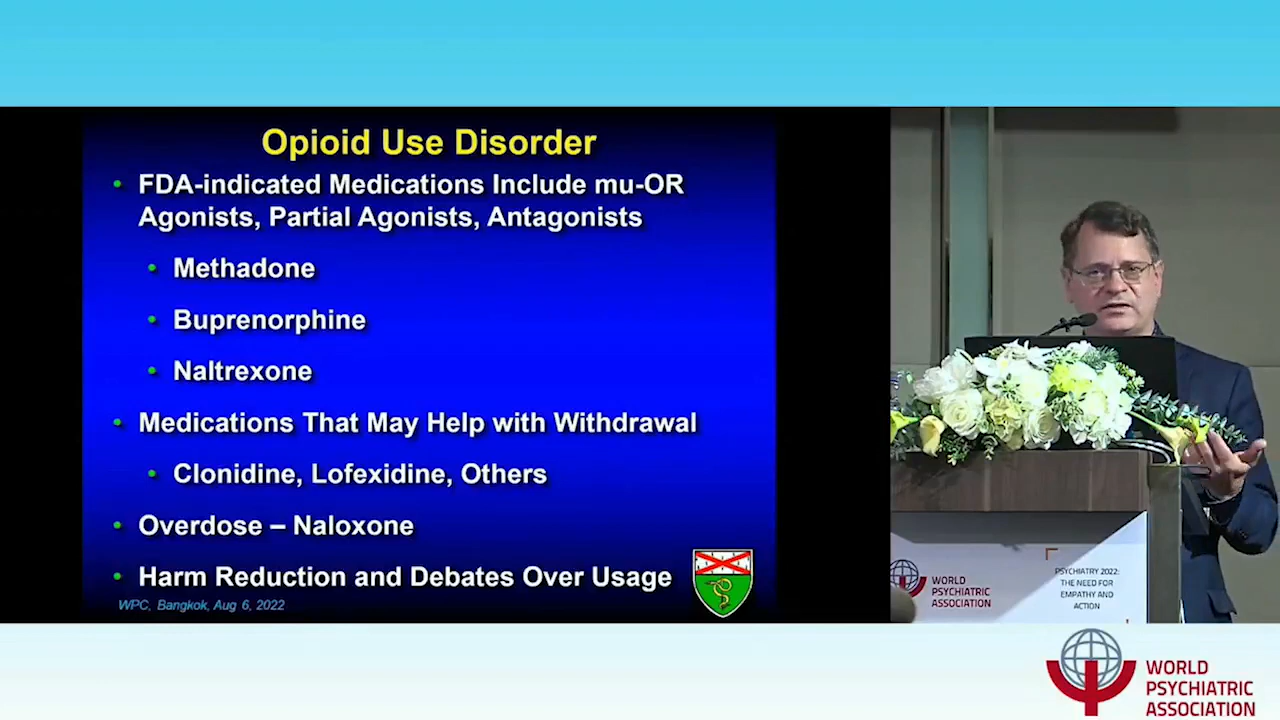 Opioid Use Disorder
• FDA-indicated Medications Include mu-OR
Agonists, Partial Agonists, Antagonists
• Methadone
• Buprenorphine
• Naltrexone
• Medications That May Help with Withdrawal
• Clonidine, Lofexidine, Others
• Overdose – Naloxone
• Harm Reduction and Debates Over Usage
WPC, Bangkok, Aug 6, 2022
WORLD
PSYCHIATRIC
ASSOCIATION
PSYCHIATRY 2022:
THE NEED FOR
EMPATHY AND
ACTION
WORLD
PSYCHIATRIC
ASSOCIATION